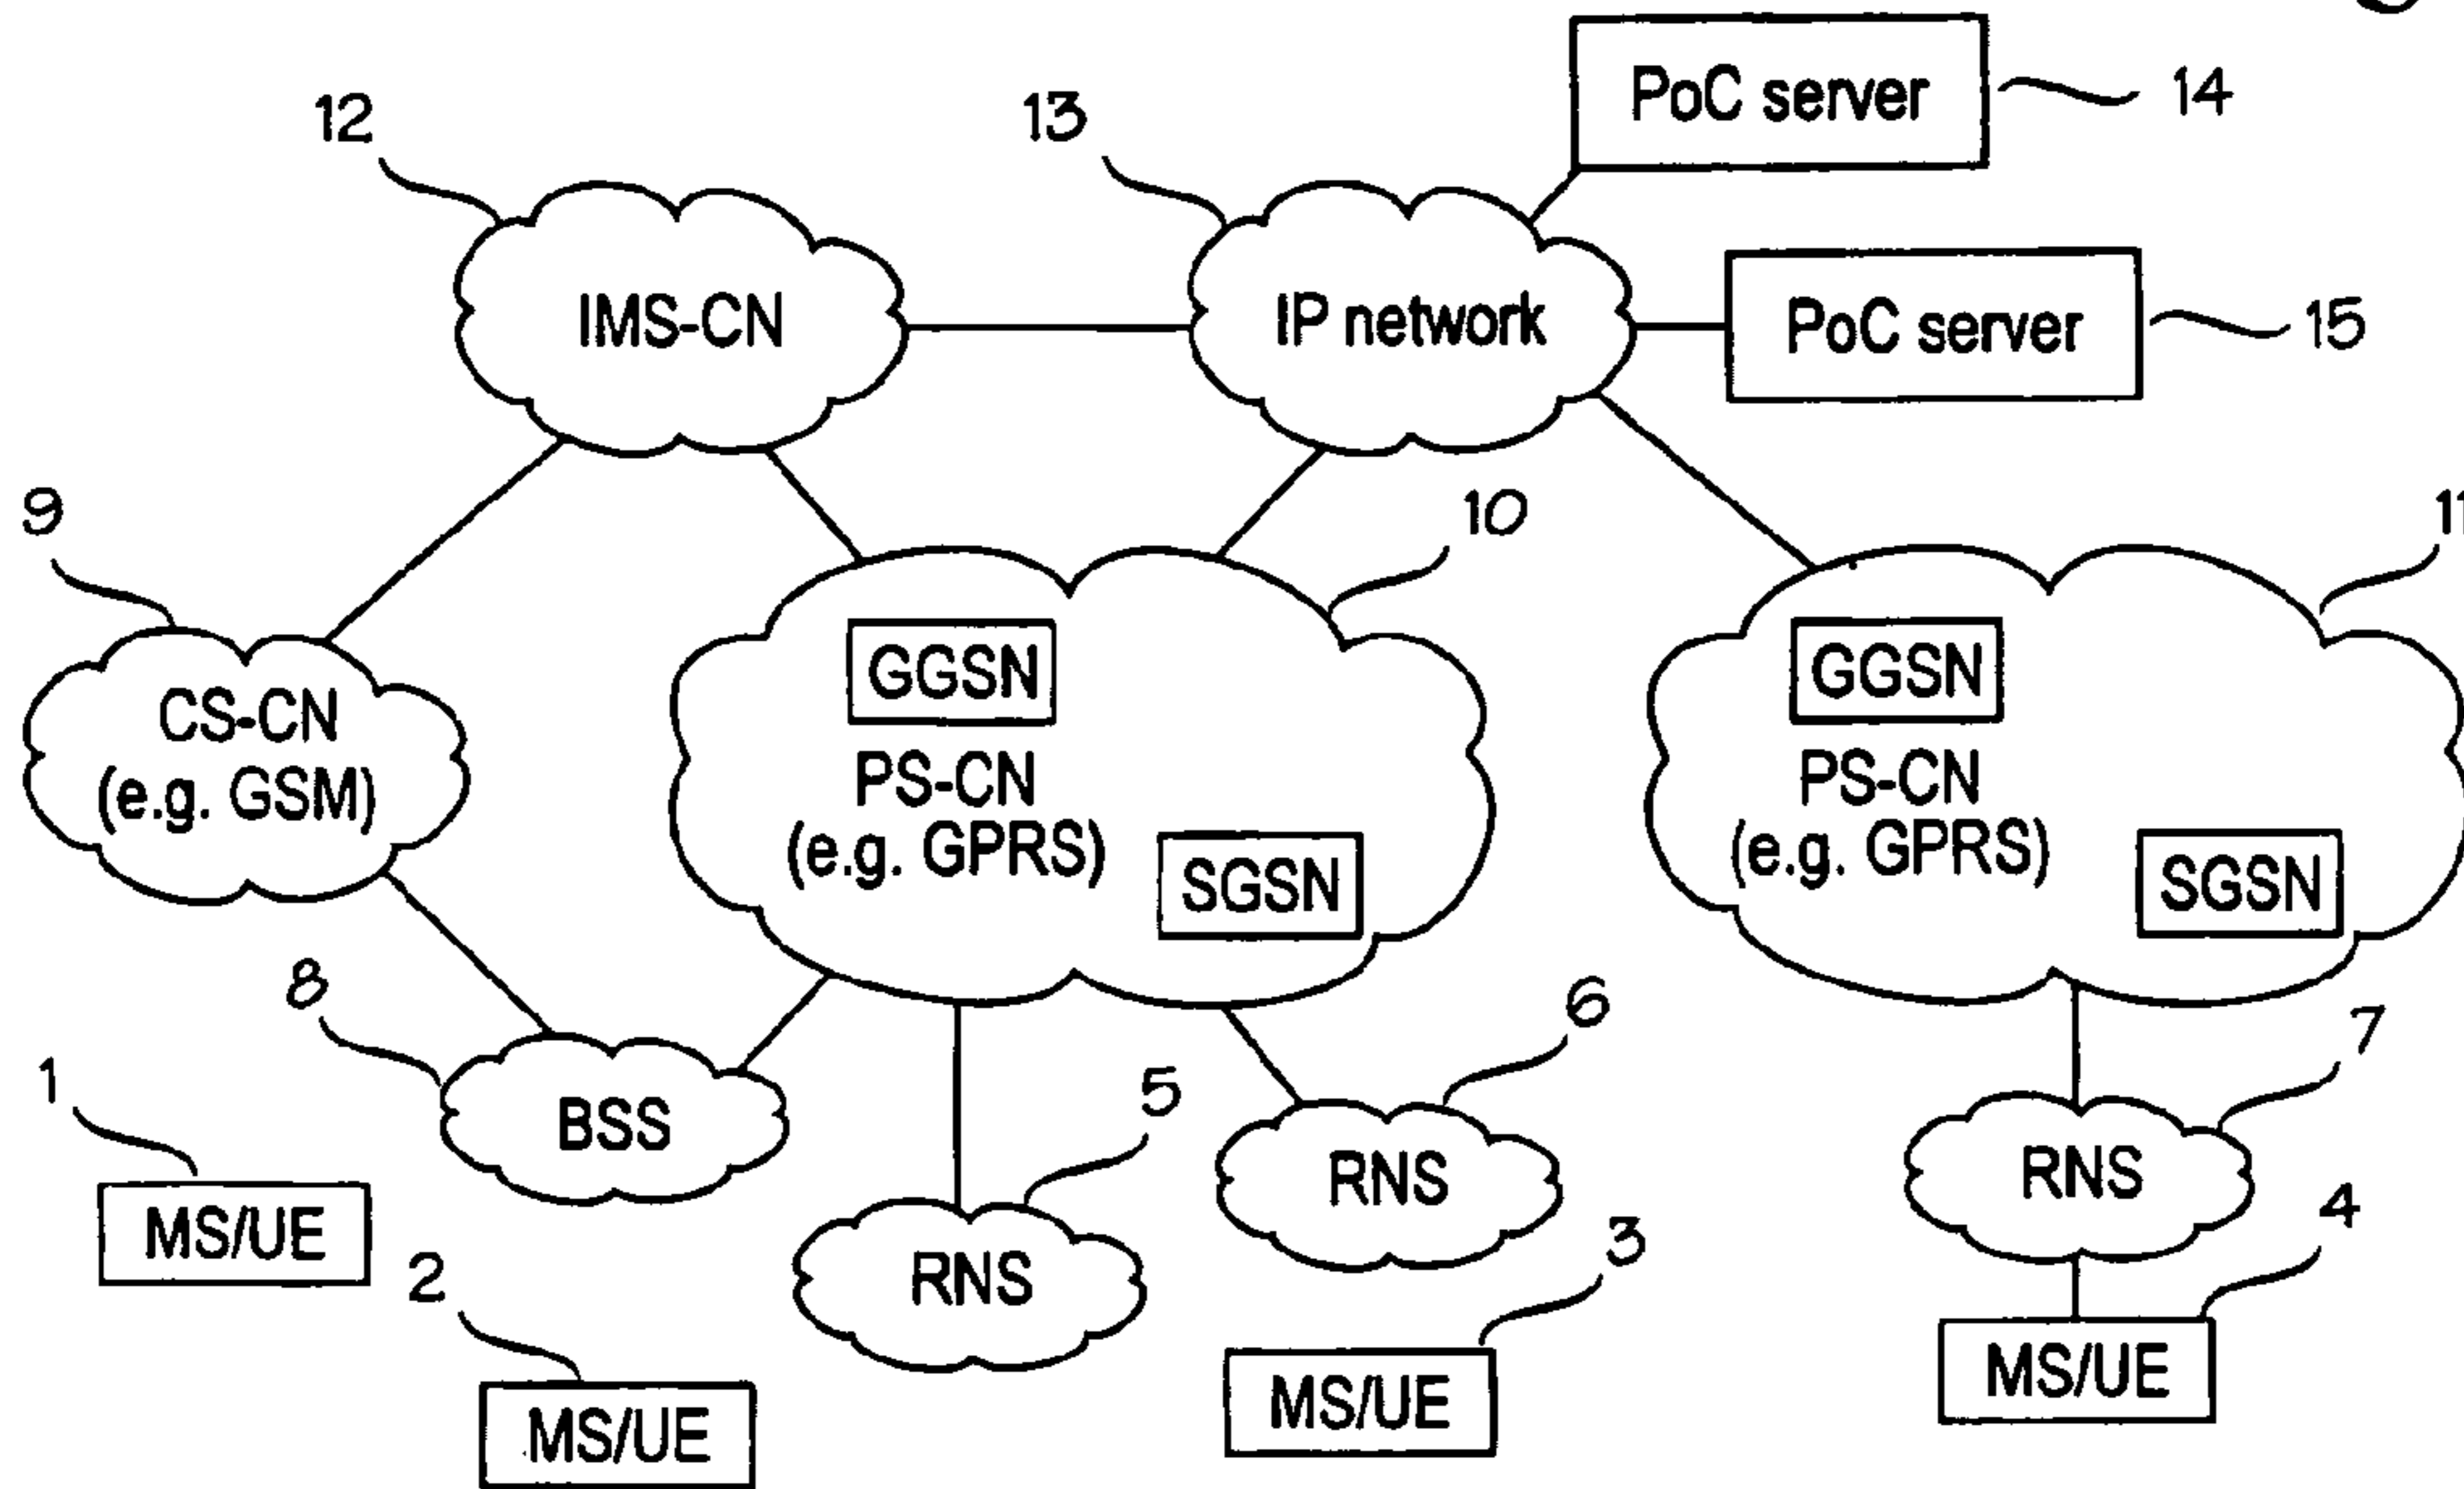 PoC server
14
12
13
IMS-CN
IP network
PoC server
15
9
10
11
GGSN
GGSN
CS-CN
(e.g. GSM)
PS-CN
(e.g. GPRS)
SGSN
PS-CN
(e.g. GPRS)
SGSN
8
6
7
1
5
BSS
RNS
RNS
MS/UE
2
RNS
3
4
MS/UE
MS/UE
MS/UE